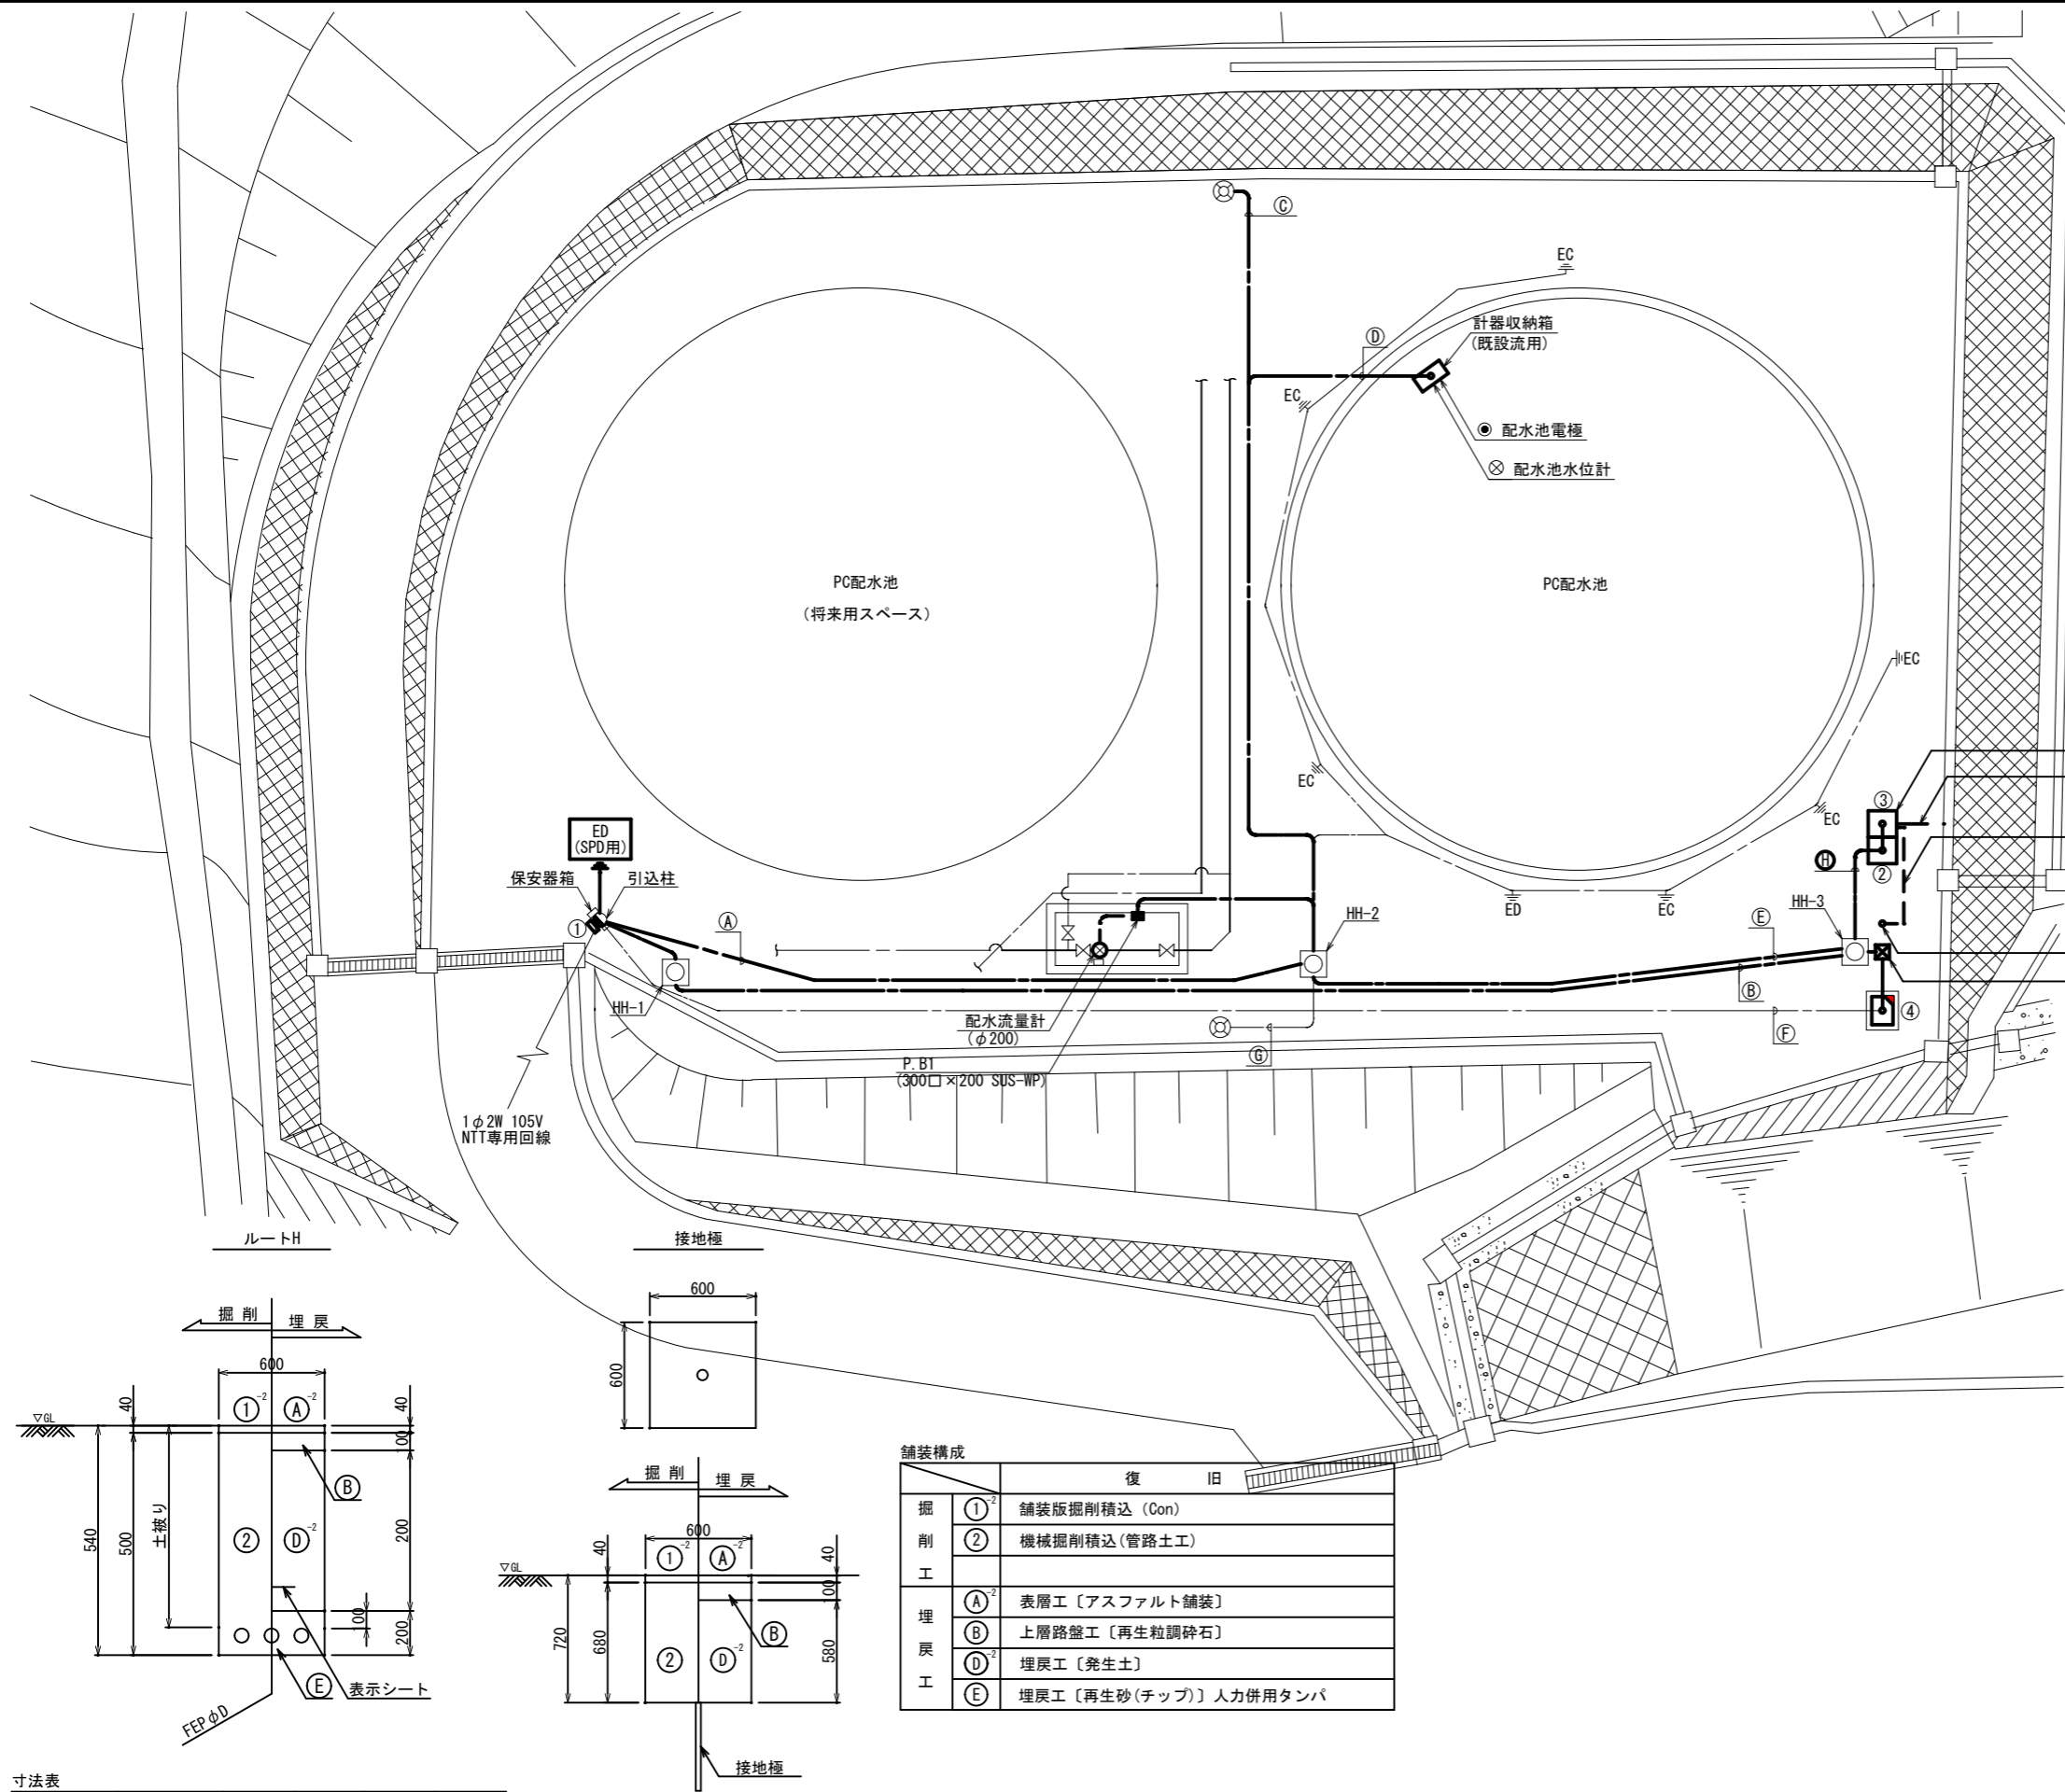 Ⓒ
EC
計器収納箱
(既設流用)
Ⓓ
EC
◉ 配水池電極
⊗ 配水池水位計
PC配水池
(将来用スペース)
PC配水池
EC
EC
EC
③
Ⓗ
②
ED
(SPD用)
保安器箱
引込柱
①
Ⓐ
HH-2
ED
EC
HH-3
Ⓔ
Ⓑ
HH-1
配水流量計
(φ200)
Ⓖ
Ⓕ
④
P.B1
(300□×200 SUS-WP)
1φ2W 105V
NTT専用回線
ルートH
掘 削
埋 戻
600
40
①-2
Ⓐ-2
40
▽GL
100
Ⓑ
540
500
土被り
②
Ⓓ-2
200
100
200
Ⓔ
表示シート
FEPφD
接地極
600
600
掘 削
埋 戻
600
40
①-2
Ⓐ-2
40
▽GL
100
Ⓑ
720
680
②
Ⓓ-2
580
接地極
舗装構成
復 旧
掘削工
①-2 舗装版掘削積込 (Con)
② 機械掘削積込(管路土工)
埋戻工
Ⓐ-2 表層工〔アスファルト舗装〕
Ⓑ 上層路盤工〔再生粒調砕石〕
Ⓓ-2 埋戻工〔発生土〕
Ⓔ 埋戻工〔再生砂(チップ)〕人力併用タンパ
寸法表